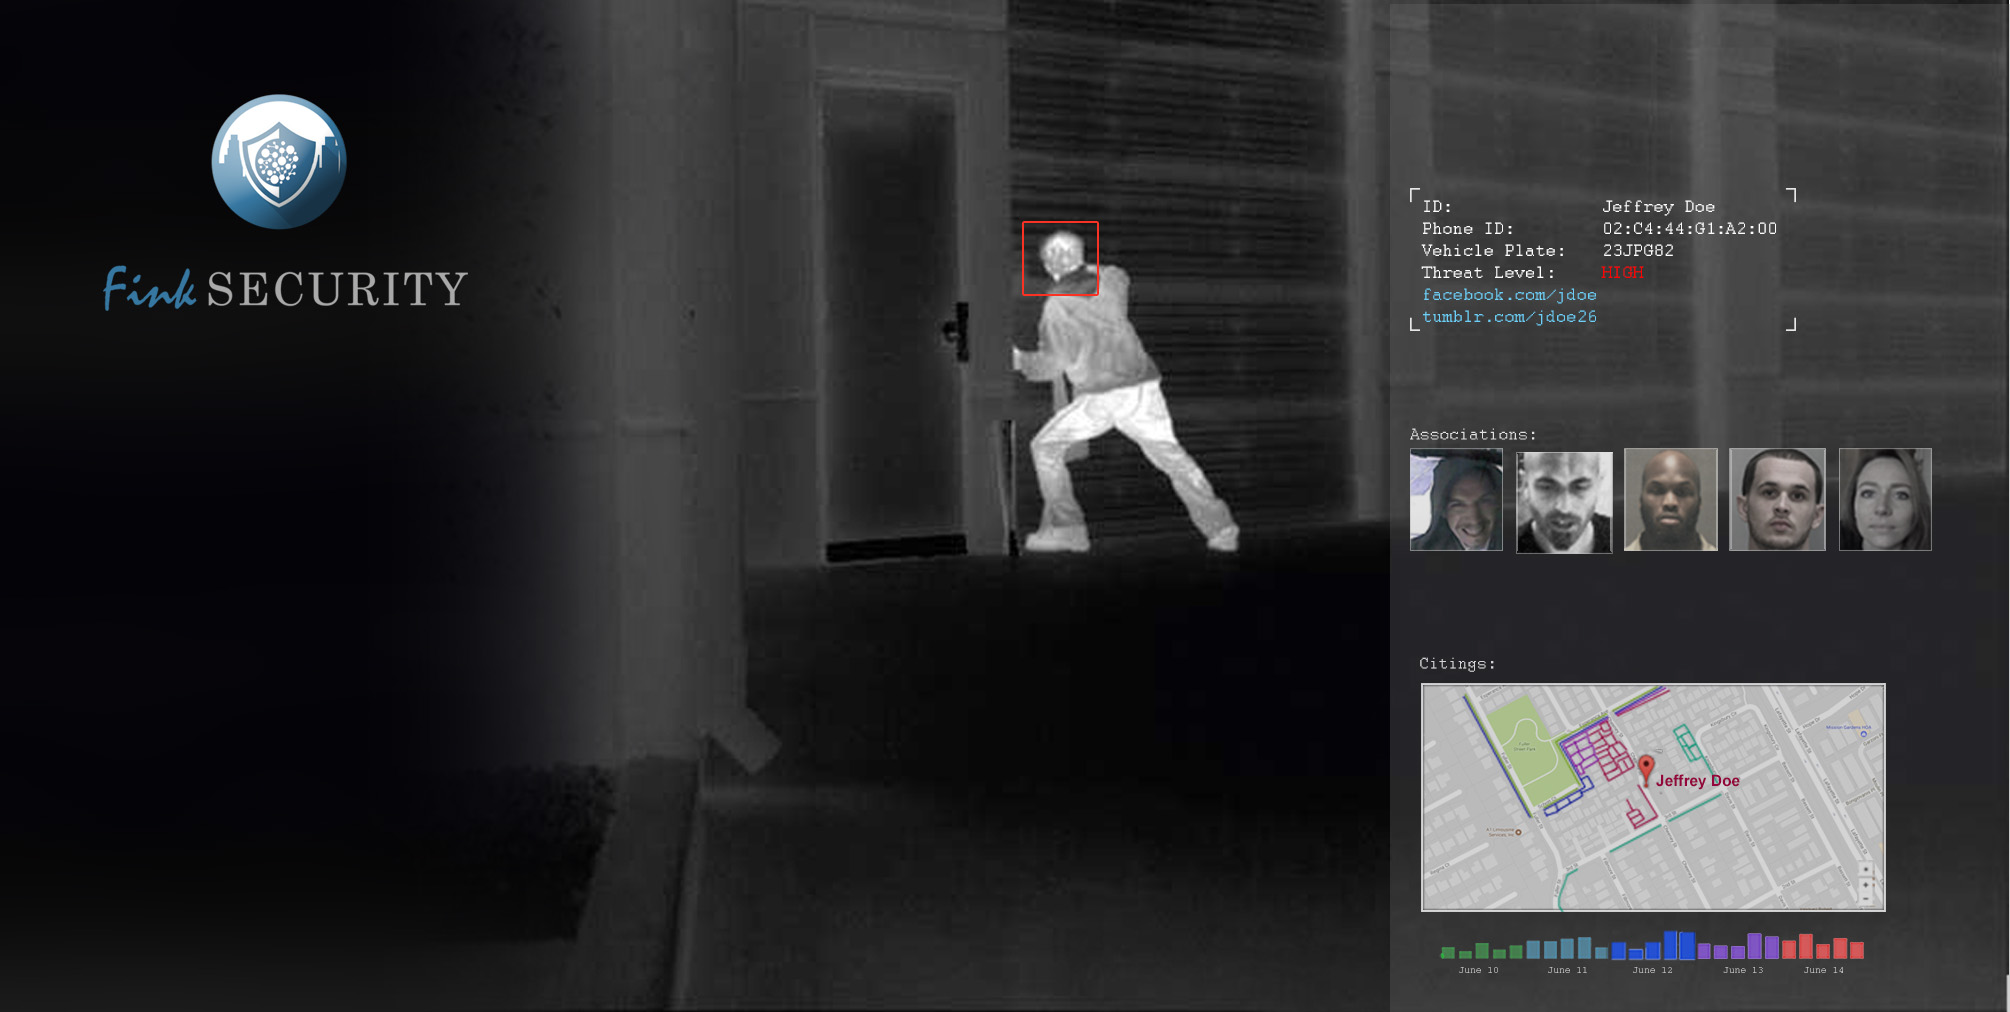 Fink SECURITY
ID: Jeffrey Doe
Phone ID: 02:C4:44:G1:A2:00
Vehicle Plate: 23JPG82
Threat Level: HIGH
facebook.com/jdoe
tumblr.com/jdoe26
Associations:
Citings:
Jeffrey Doe
June 10 June 11 June 12 June 13 June 14